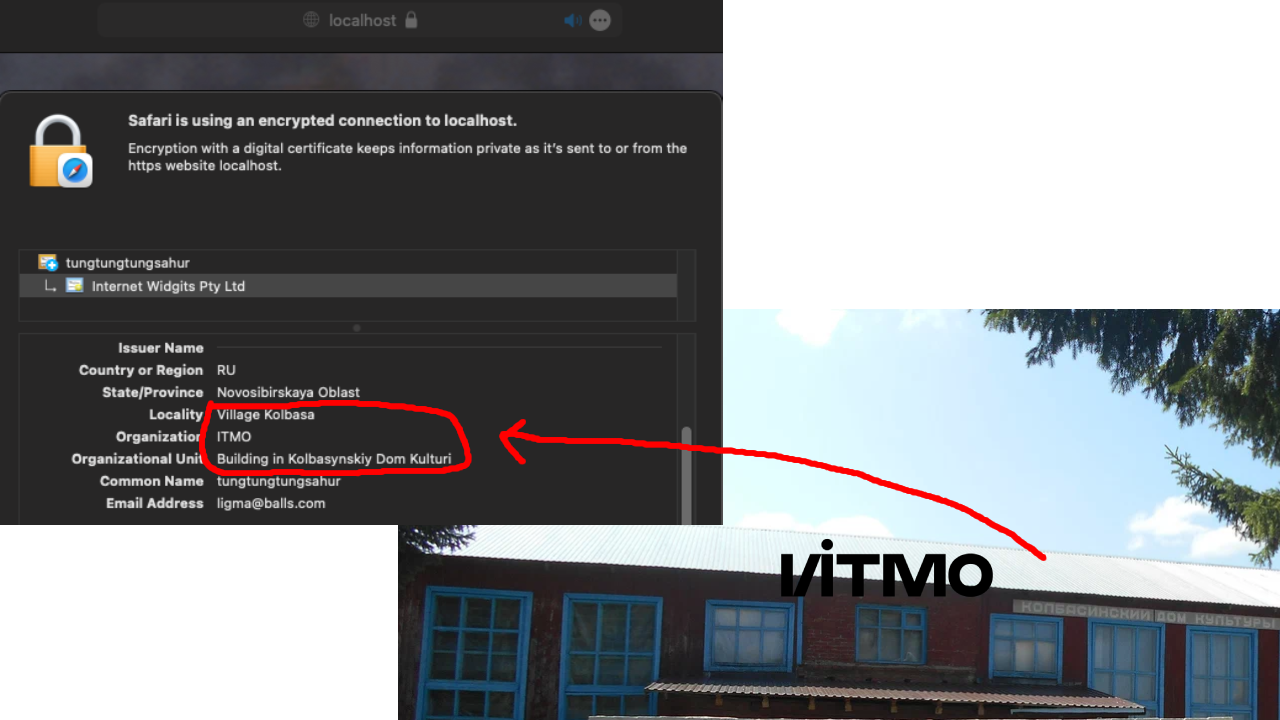 localhost
Safari is using an encrypted connection to localhost.
Encryption with a digital certificate keeps information private as it’s sent to or from the
https website localhost.
tungtungtungsahur
Internet Widgits Pty Ltd
Issuer Name
Country or Region RU
State/Province Novosibirskaya Oblast
Locality Village Kolbasa
Organization ITMO
Organizational Unit Building in Kolbasynskiy Dom Kulturi
Common Name tungtungtungsahur
Email Address ligma@balls.com
ITMO
КОЛБАСИНСКИЙ ДОМ КУЛЬТУРЫ